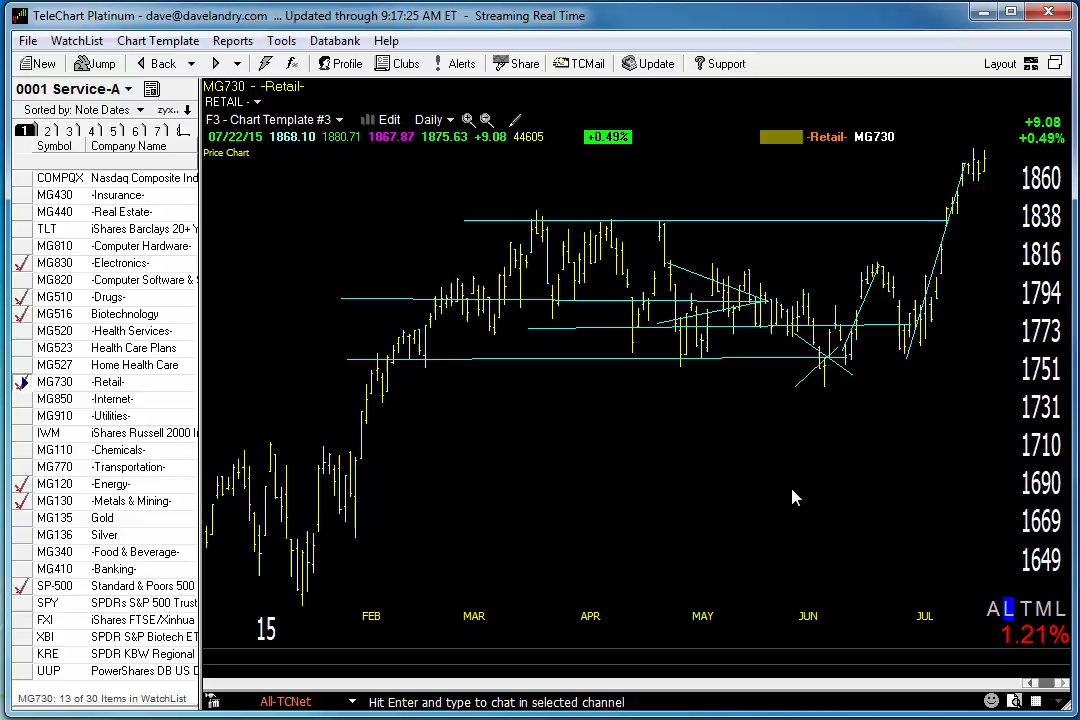 TeleChart Platinum - dave@davelandry.com ... Updated through 9:17:25 AM ET - Streaming Real Time
File WatchList Chart Template Reports Tools Databank Help
New Jump Back Profile Clubs Alerts Share TCMail Update Support Layout
0001 Service-A
Sorted by: Note Dates zyx..
1 2 3 4 5 6 7
Symbol Company Name
COMPQX Nasdaq Composite Ind
MG430 -Insurance-
MG440 -Real Estate-
TLT iShares Barclays 20+ Y
MG810 -Computer Hardware-
MG830 -Electronics-
MG820 -Computer Software & S
MG510 -Drugs-
MG516 Biotechnology
MG520 -Health Services-
MG523 Health Care Plans
MG527 Home Health Care
MG730 -Retail-
MG850 -Internet-
MG910 -Utilities-
IWM iShares Russell 2000 I
MG110 -Chemicals-
MG770 -Transportation-
MG120 -Energy-
MG130 -Metals & Mining-
MG135 Gold
MG136 Silver
MG340 -Food & Beverage-
MG410 -Banking-
SP-500 Standard & Poors 500
SPY SPDRs S&P 500 Trust
FXI iShares FTSE/Xinhua
XBI SPDR S&P Biotech ET
KRE SPDR KBW Regional
UUP PowerShares DB US D
MG730: 13 of 30 Items in WatchList
MG730 - -Retail-
RETAIL -
F3 - Chart Template #3 Edit Daily
07/22/15 1868.10 1880.71 1867.87 1875.63 +9.08 44605 +0.49% -Retail- MG730
Price Chart
+9.08
+0.49%
1860
1838
1816
1794
1773
1751
1731
1710
1690
1669
1649
15 FEB MAR APR MAY JUN JUL
A L T M L
1.21%
All-TCNet Hit Enter and type to chat in selected channel